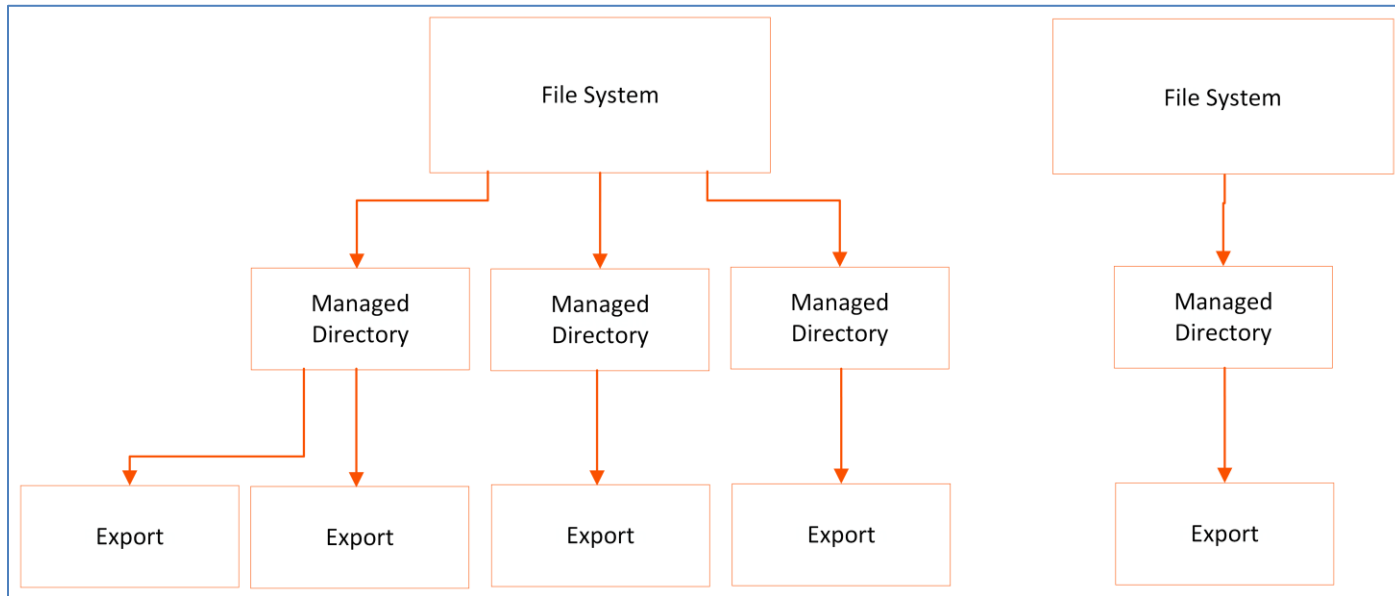 File System
File System
Managed
Directory
Managed
Directory
Managed
Directory
Managed
Directory
Export
Export
Export
Export
Export